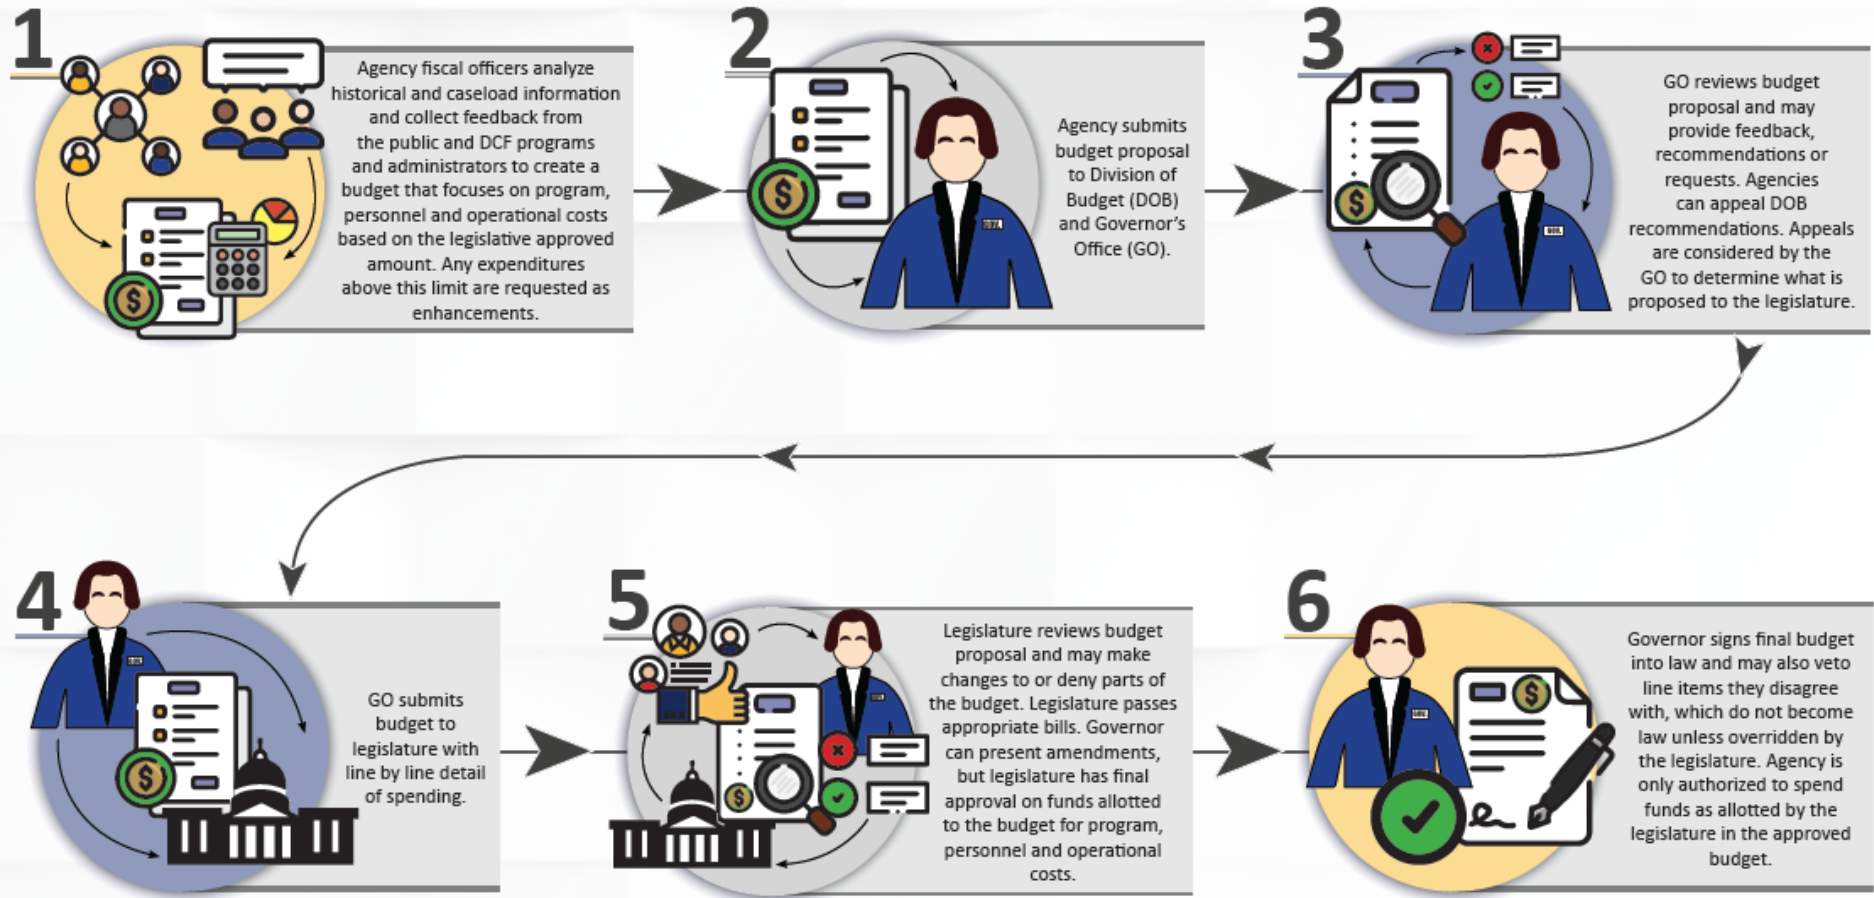 1
Agency fiscal officers analyze
historical and caseload information
and collect feedback from
the public and DCF programs
and administrators to create a
budget that focuses on program,
personnel and operational costs
based on the legislative approved
amount. Any expenditures
above this limit are requested as
enhancements.
2
Agency submits
budget proposal
to Division of
Budget (DOB)
and Governor's
Office (GO).
GOV.
3
GO reviews budget
proposal and may
provide feedback,
recommendations or
requests. Agencies
can appeal DOB
recommendations. Appeals
are considered by the
GO to determine what is
proposed to the legislature.
GOV.
4
GO submits
budget to
legislature with
line by line detail
of spending.
GOV.
5
Legislature reviews budget
proposal and may make
changes to or deny parts of
the budget. Legislature passes
appropriate bills. Governor
can present amendments,
but legislature has final
approval on funds allotted
to the budget for program,
personnel and operational
costs.
GOV.
6
Governor signs final budget
into law and may also veto
line items they disagree
with, which do not become
law unless overridden by
the legislature. Agency is
only authorized to spend
funds as allotted by the
legislature in the approved
budget.
GOV.